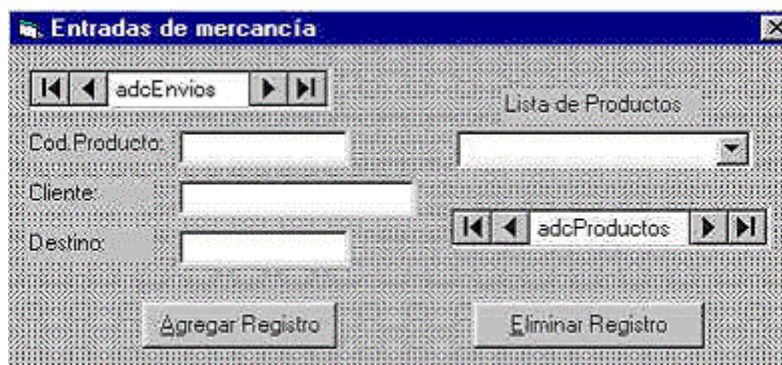 Entradas de mercancía
adcEnvios
Lista de Productos
Cod.Producto:
Cliente:
Destino:
adcProductos
Agregar Registro
Eliminar Registro